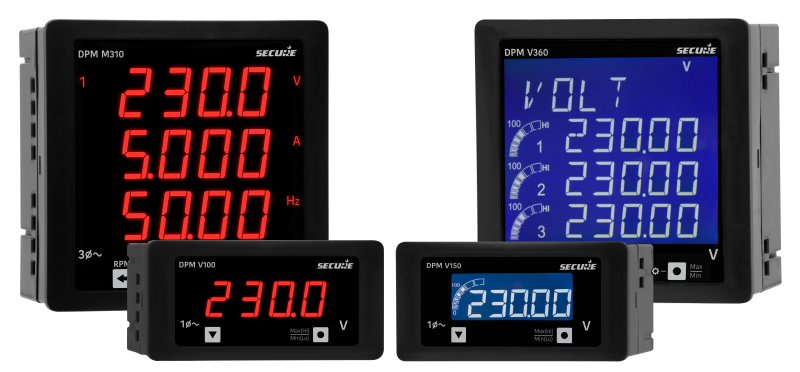 DPM M310 SECURE
1 230.0 V
5.000 A
50.00 Hz
3ø~
RPM
DPM V360 SECURE
V
VOLT
100 HI
1 230.00
100 HI
2 230.00
100 HI
3 230.00
V
Max
Min
DPM V100 SECURE
230.0
1ø~ V
Max(Hi)
Min(Lo)
DPM V150 SECURE
100
0
230.00
1ø~ V
Max(Hi)
Min(Lo)